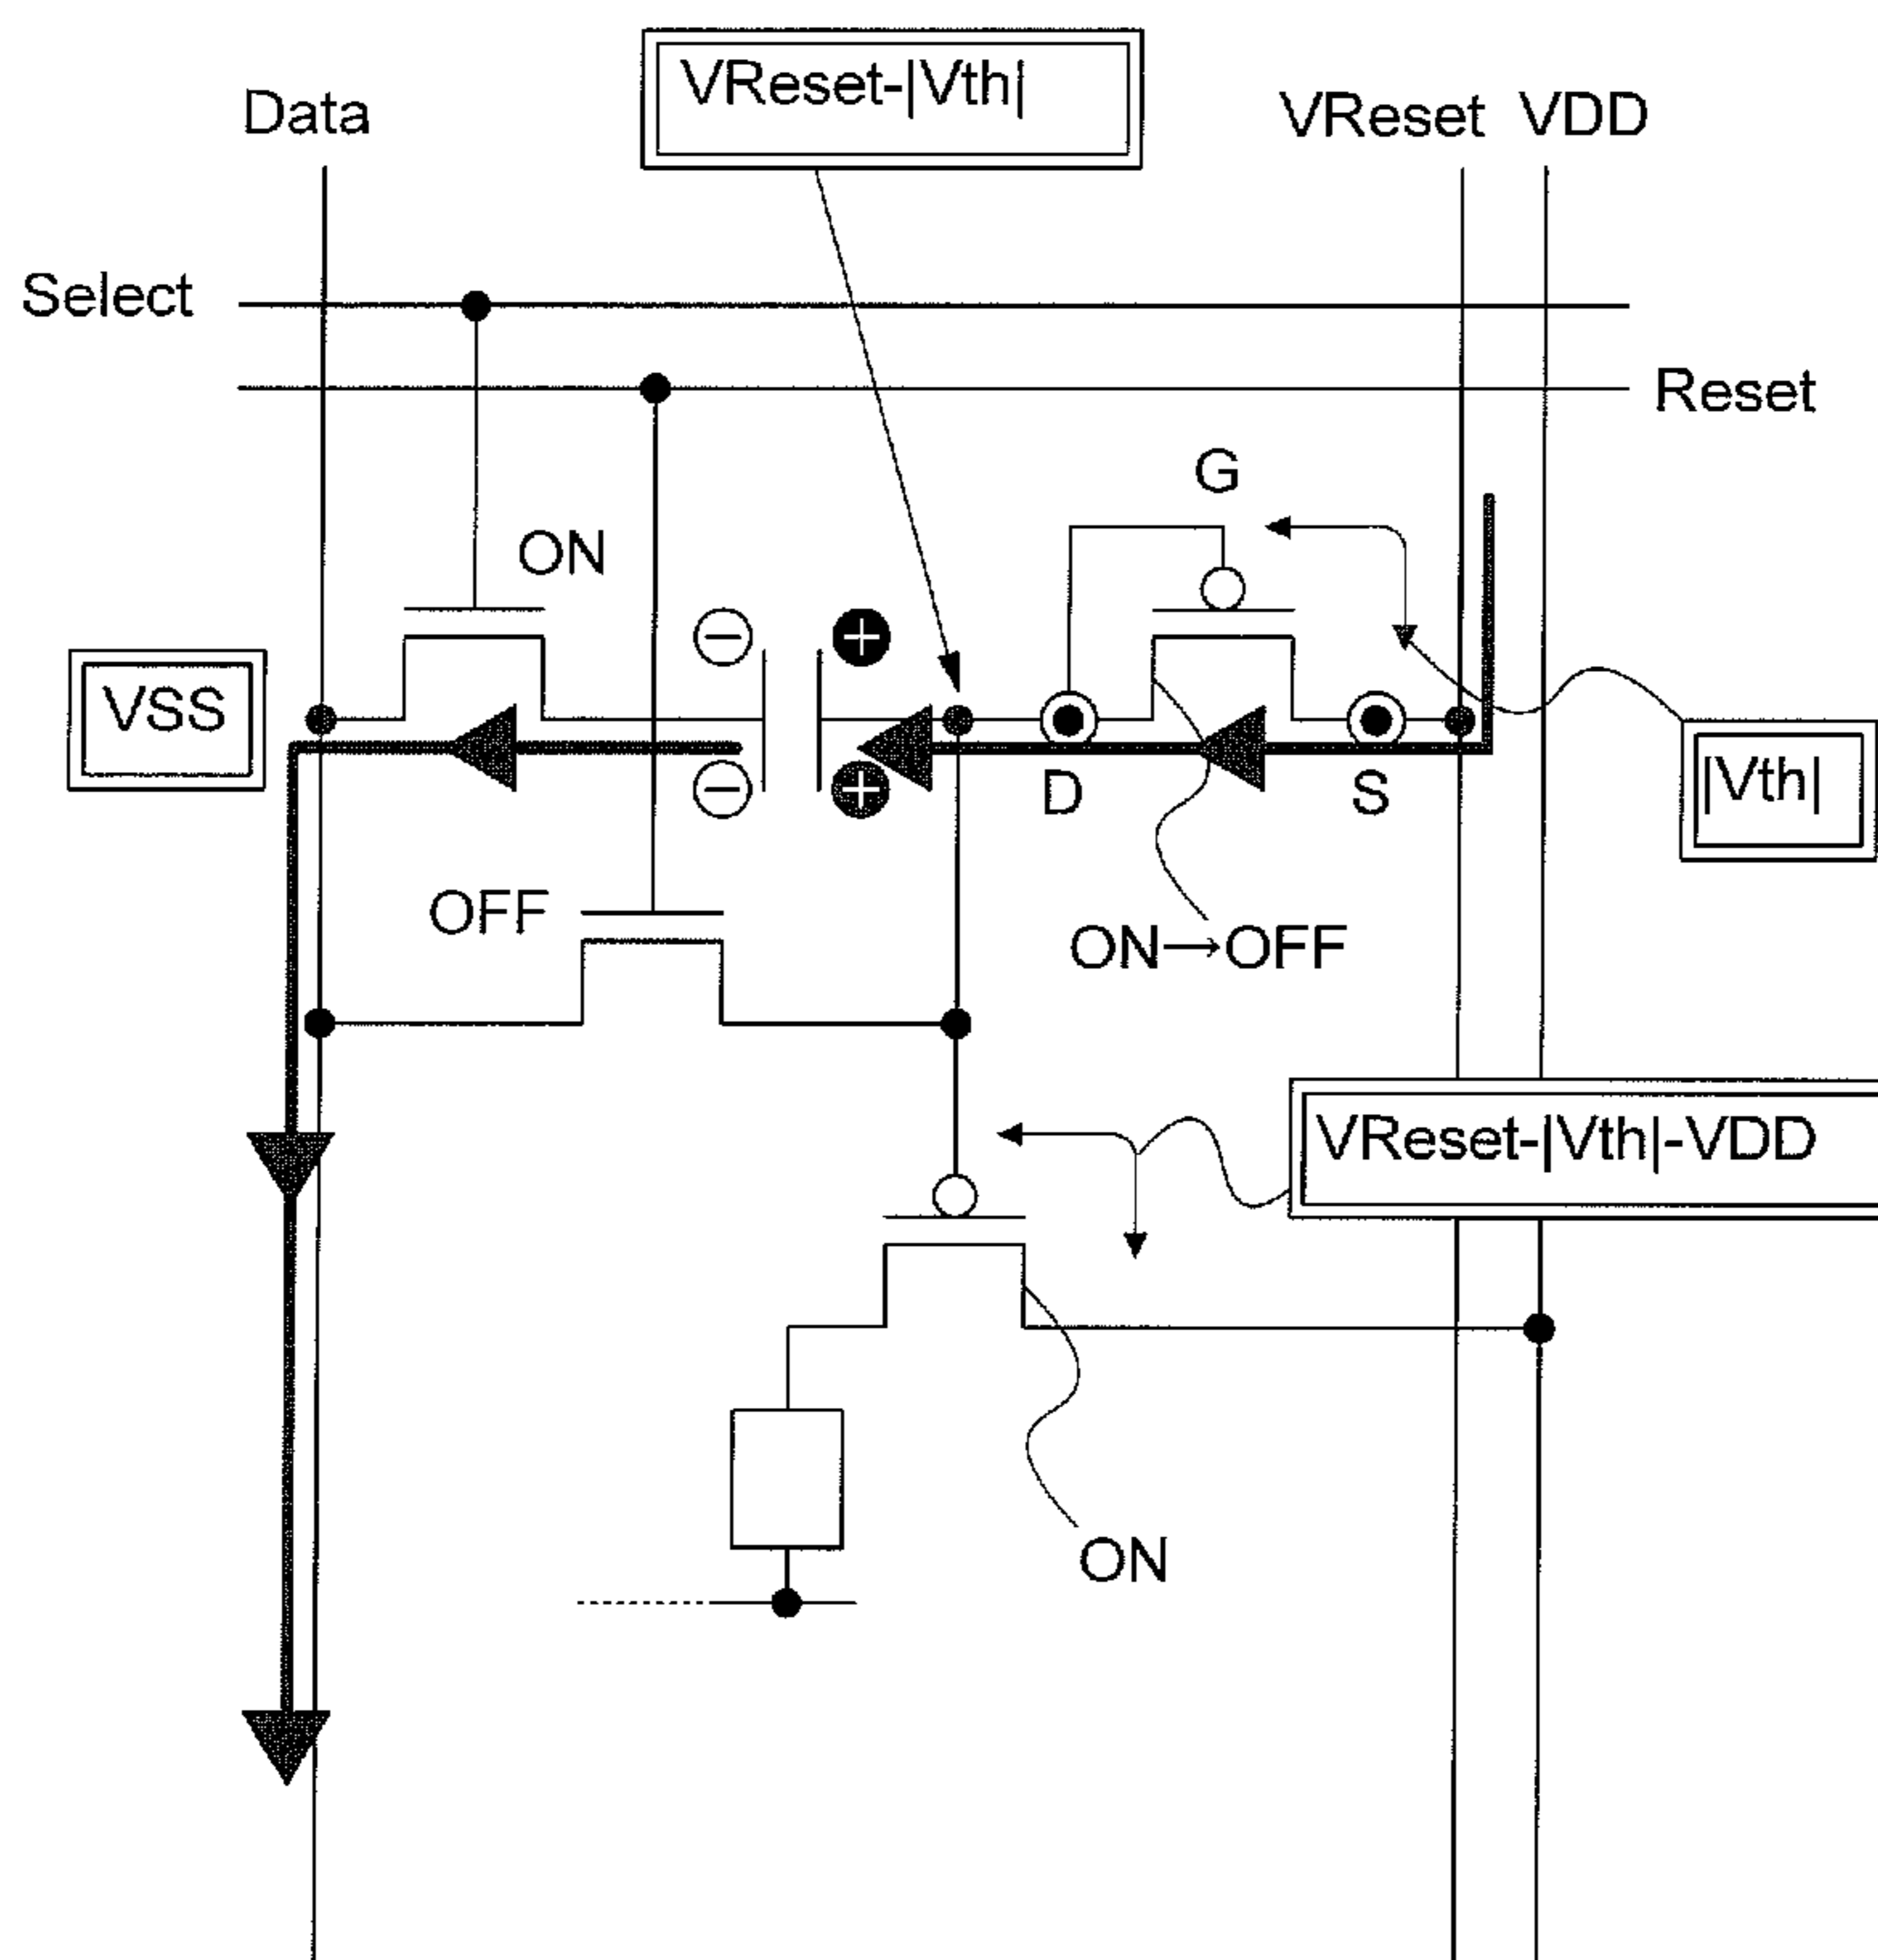 VReset-|Vth|
Data
VReset VDD
Select
Reset
G
ON
− +
VSS
− +
D
S
|Vth|
OFF
ON→OFF
VReset-|Vth|-VDD
ON